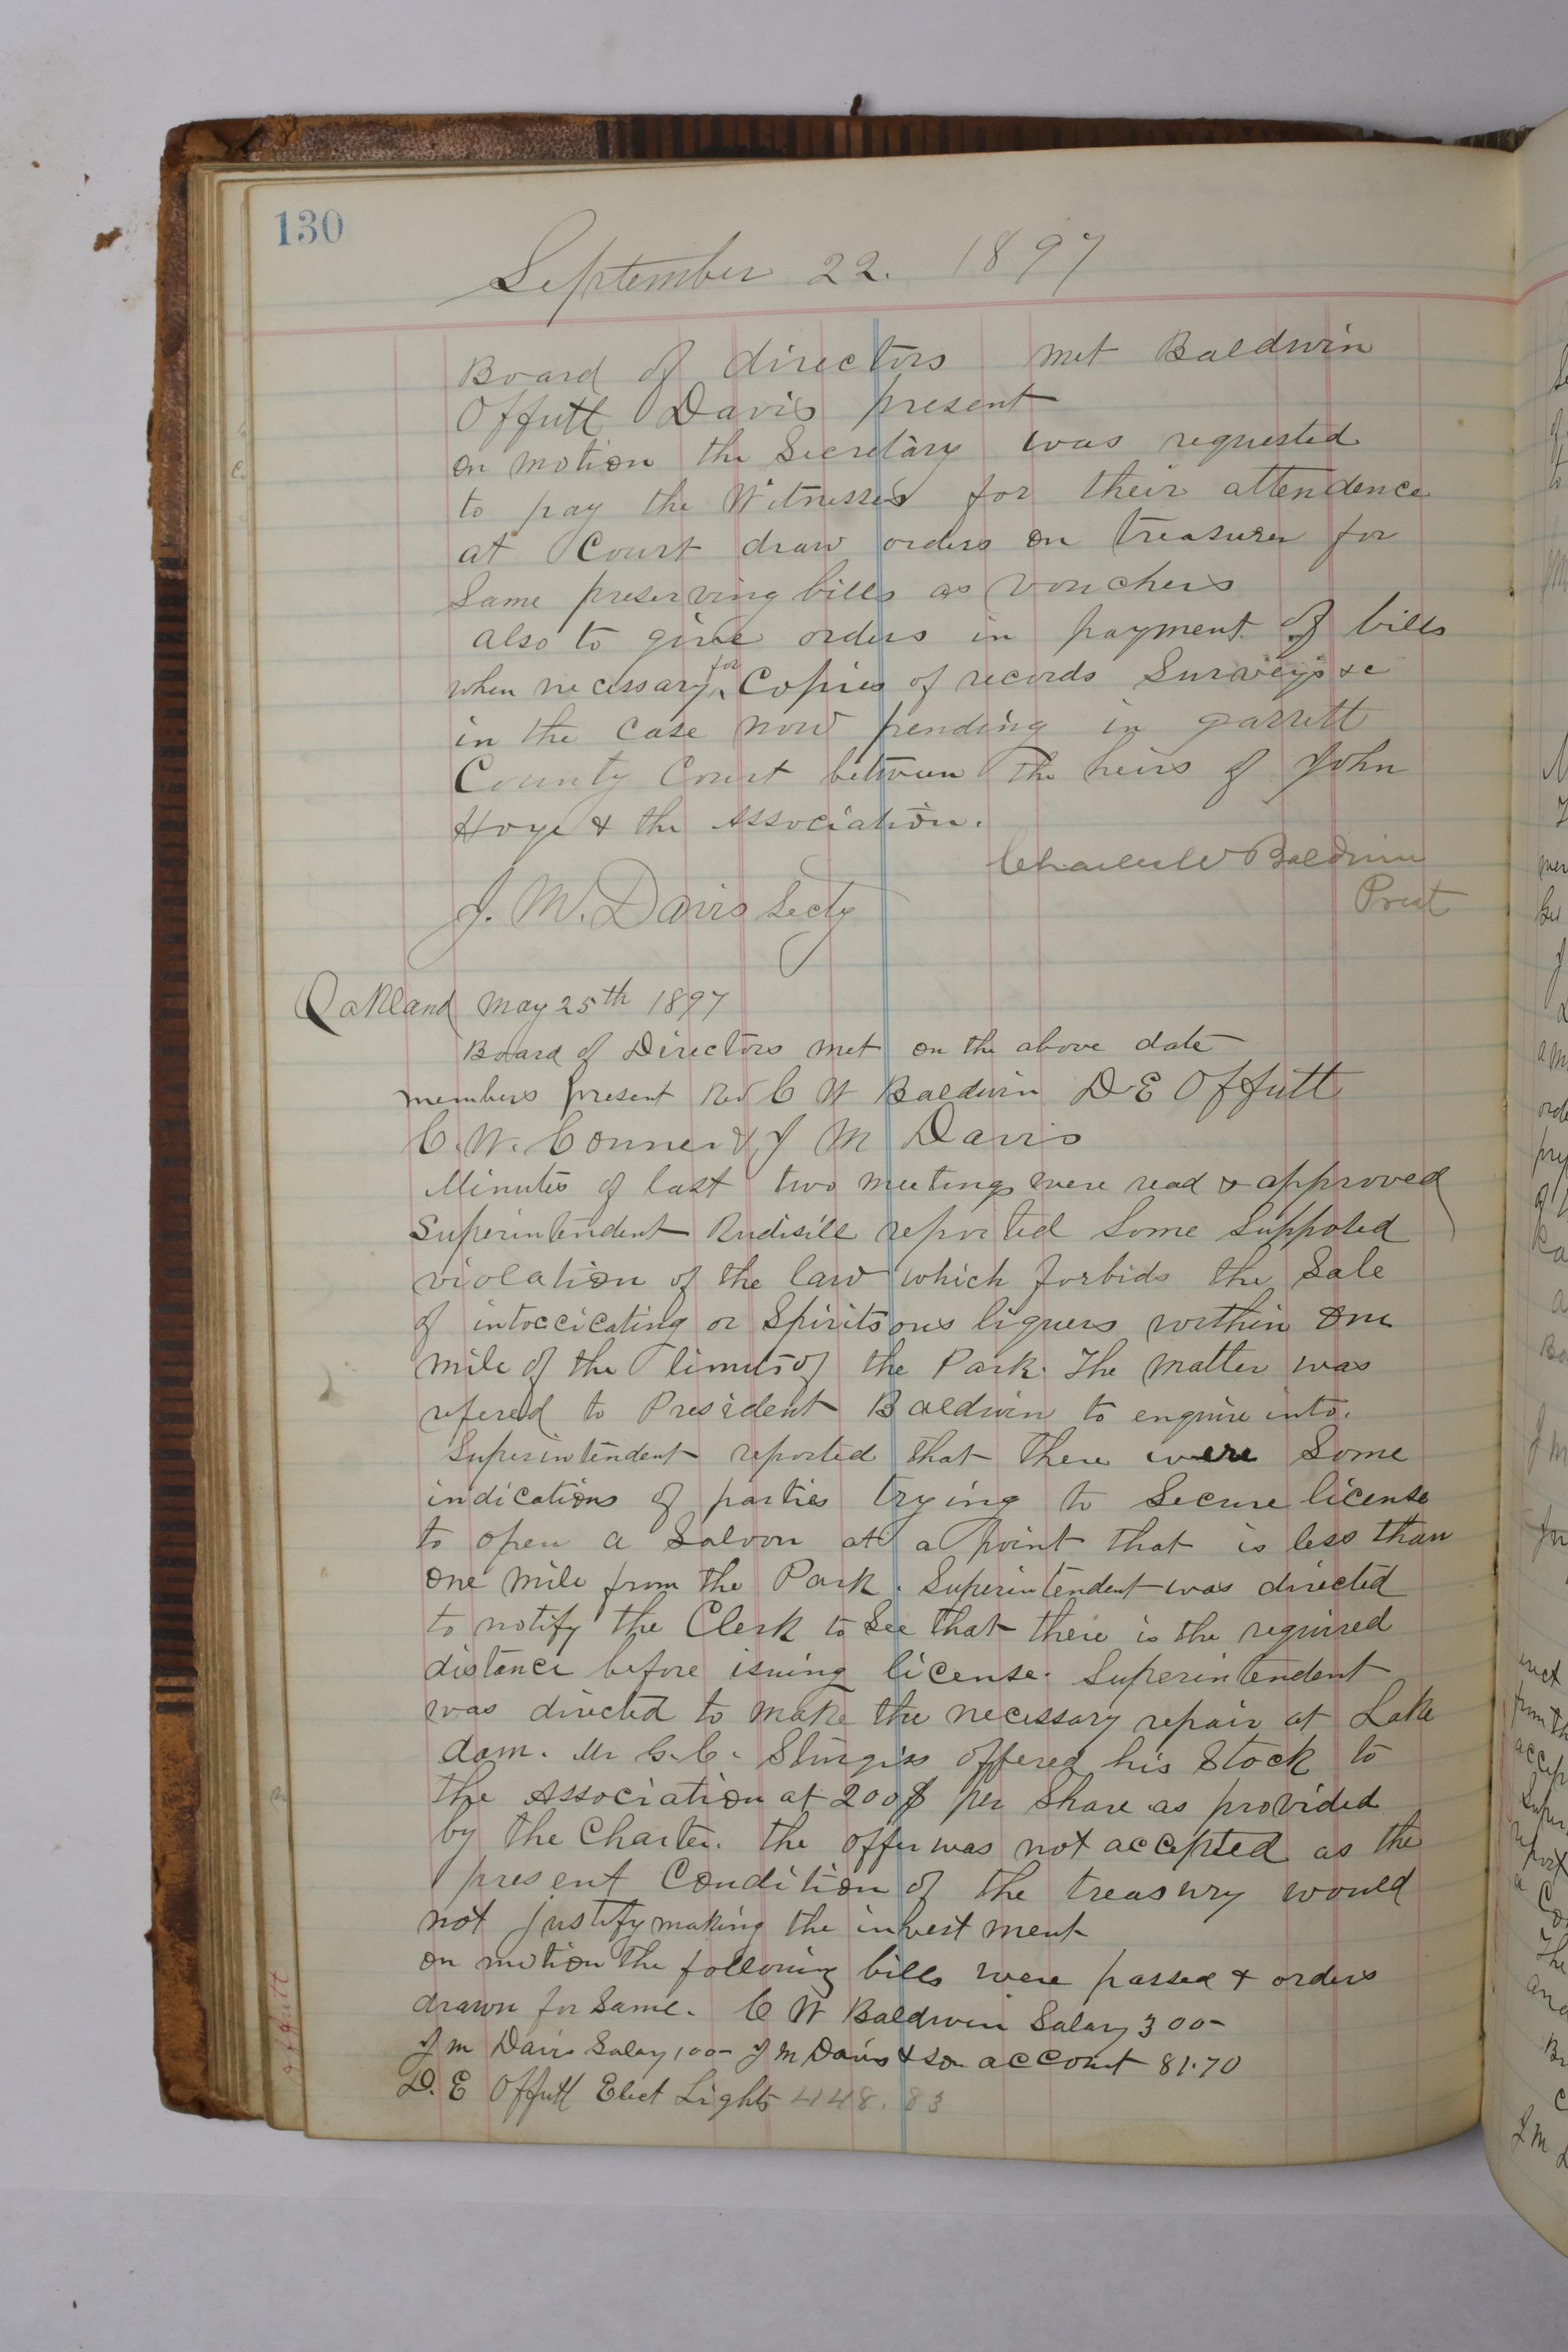 130
September 22. 1897
Board of directors met Baldwin
Offutt Davis present
on motion the Secretary was requested
to pay the Witnesses for their attendence
at Court draw orders on treasurer for
Same preserving bills as vouchers
also to give orders in payment of bills
when necessary for Copies of records Surveys &c
in the Case now pending in garrett
County Court between The heirs of John
Hoye & the Association.
Charles W Baldwin
Prest
J. M. Davis Secty
Oakland May 25th 1897
Board of Directors met on the above date
members present Rev C W Baldwin D E Offutt
C. W. Conner & J M Davis
Minutes of last two meetings were read & approved
Superintendent Rudisill reported Some Supposed
violation of the law which forbids the Sale
of intoccicating or Spiritsous liquers within one
mile of the limits of the Park. The matter was
refered to President Baldwin to enquire into.
Superintendent reported that there were Some
indications of parties trying to Secure license
to open a Saloon at a point that is less than
one mile from the Park. Superintendent was directed
to notify the Clerk to See that there is the required
distance before isuing license. Superintendent
was directed to make the necessary repair at Lake
dam. Mr G. C. Sturgiss offered his Stock to
the Association at 200$ per Share as provided
by the Charter. the offer was not accepted as the
present Condition of the treasury would
not justify making the investment
on motion the following bills were passed & orders
drawn for Same. C W Baldwin Salary 300-
J m Davis Salary 100- J M Davis & son account 81.70
D. E Offutt Elect Lights 448.83